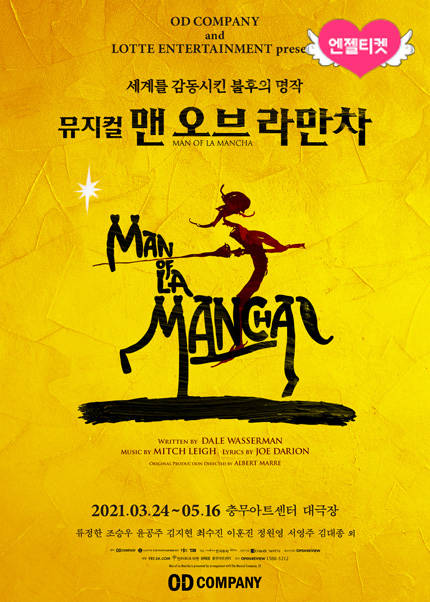 OD COMPANY
and
LOTTE ENTERTAINMENT prese
엔젤티켓
세계를 감동시킨 불후의 명작
뮤지컬 맨 오브 라만차
MAN OF LA MANCHA
MAN
OF
LA
MANCHA
WRITTEN BY DALE WASSERMAN
MUSIC BY MITCH LEIGH LYRICS BY JOE DARION
ORIGINAL PRODUCTION DIRECTED BY ALBERT MARRE
2021.03.24~05.16 충무아트센터 대극장
류정한 조승우 윤공주 김지현 최수진 이훈진 정원영 서영주 김대종 외
OD COMPANY